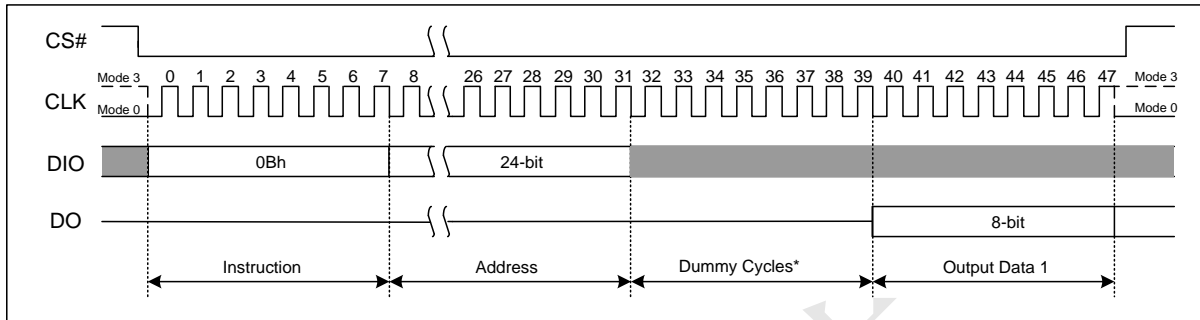 CS#
Mode 3 0 1 2 3 4 5 6 7 8 26 27 28 29 30 31 32 33 34 35 36 37 38 39 40 41 42 43 44 45 46 47 Mode 3
CLK
Mode 0 Mode 0
DIO 0Bh 24-bit
DO 8-bit
Instruction Address Dummy Cycles* Output Data 1